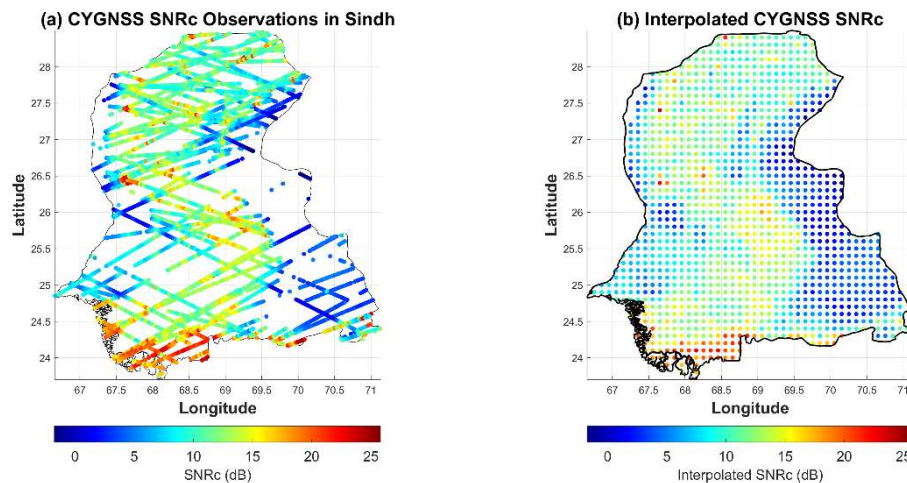 (a) CYGNSS SNRc Observations in Sindh
28
27.5
27
26.5
26
25.5
25
24.5
24
Latitude
67 67.5 68 68.5 69 69.5 70 70.5 71
Longitude
0 5 10 15 20 25
SNRc (dB)
(b) Interpolated CYGNSS SNRc
28
27.5
27
26.5
26
25.5
25
24.5
24
Latitude
67 67.5 68 68.5 69 69.5 70 70.5 71
Longitude
0 5 10 15 20 25
Interpolated SNRc (dB)